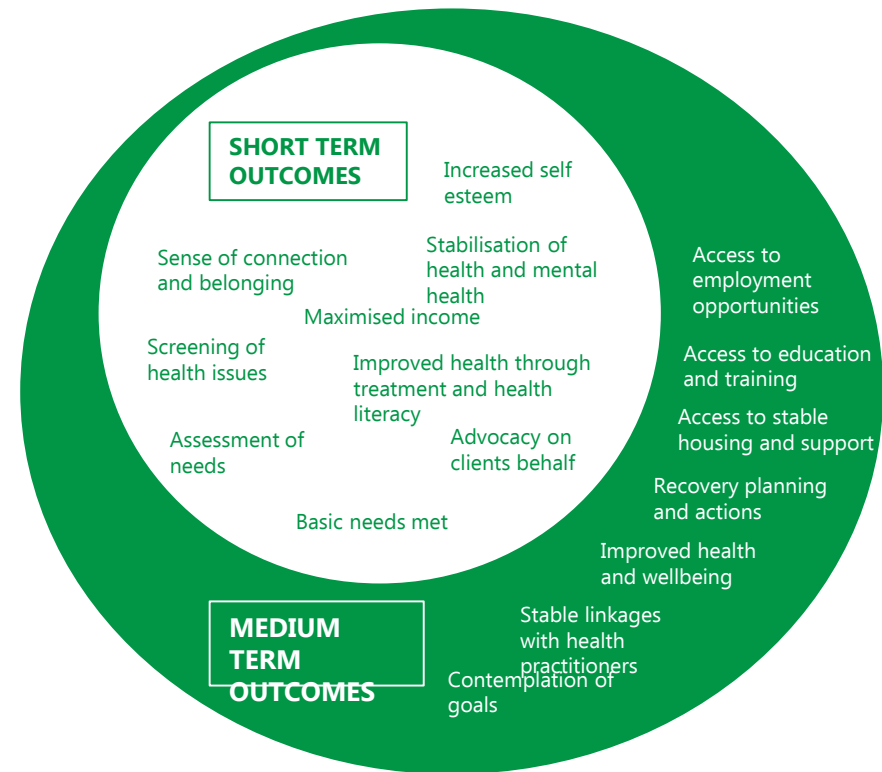 SHORT TERM
OUTCOMES
Increased self
esteem
Sense of connection
and belonging
Stabilisation of
health and mental
health
Maximised income
Screening of
health issues
Improved health through
treatment and health
literacy
Assessment of
needs
Advocacy on
clients behalf
Basic needs met
Access to
employment
opportunities
Access to education
and training
Access to stable
housing and support
Recovery planning
and actions
Improved health
and wellbeing
Stable linkages
with health
practitioners
Contemplation of
goals
MEDIUM
TERM
OUTCOMES